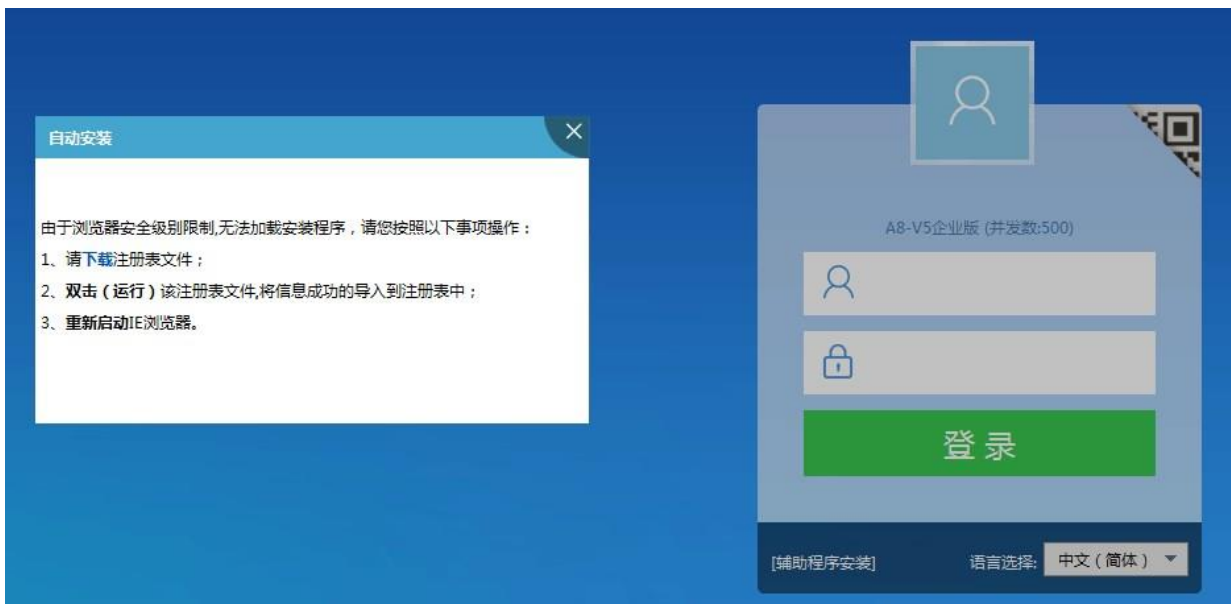 自动安装
由于浏览器安全级别限制,无法加载安装程序，请您按照以下事项操作：
1、请下载注册表文件；
2、双击（运行）该注册表文件,将信息成功的导入到注册表中；
3、重新启动IE浏览器。
A8-V5企业版 (并发数:500)
登录
[辅助程序安装]
语言选择:
中文（简体）